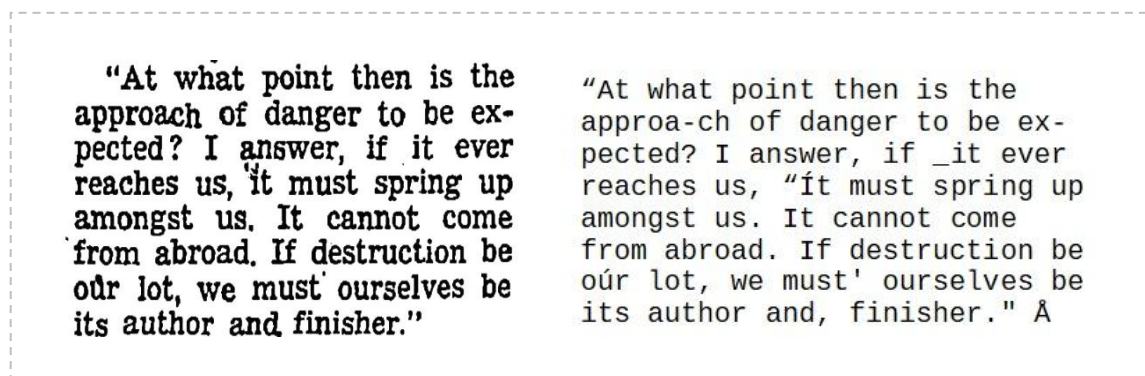 “At what point then is the
approach of danger to be ex-
pected? I answer, if it ever
reaches us, it must spring up
amongst us. It cannot come
from abroad. If destruction be
our lot, we must ourselves be
its author and finisher.”
“At what point then is the
approa-ch of danger to be ex-
pected? I answer, if _it ever
reaches us, “Ít must spring up
amongst us. It cannot come
from abroad. If destruction be
oúr lot, we must' ourselves be
its author and, finisher." Å